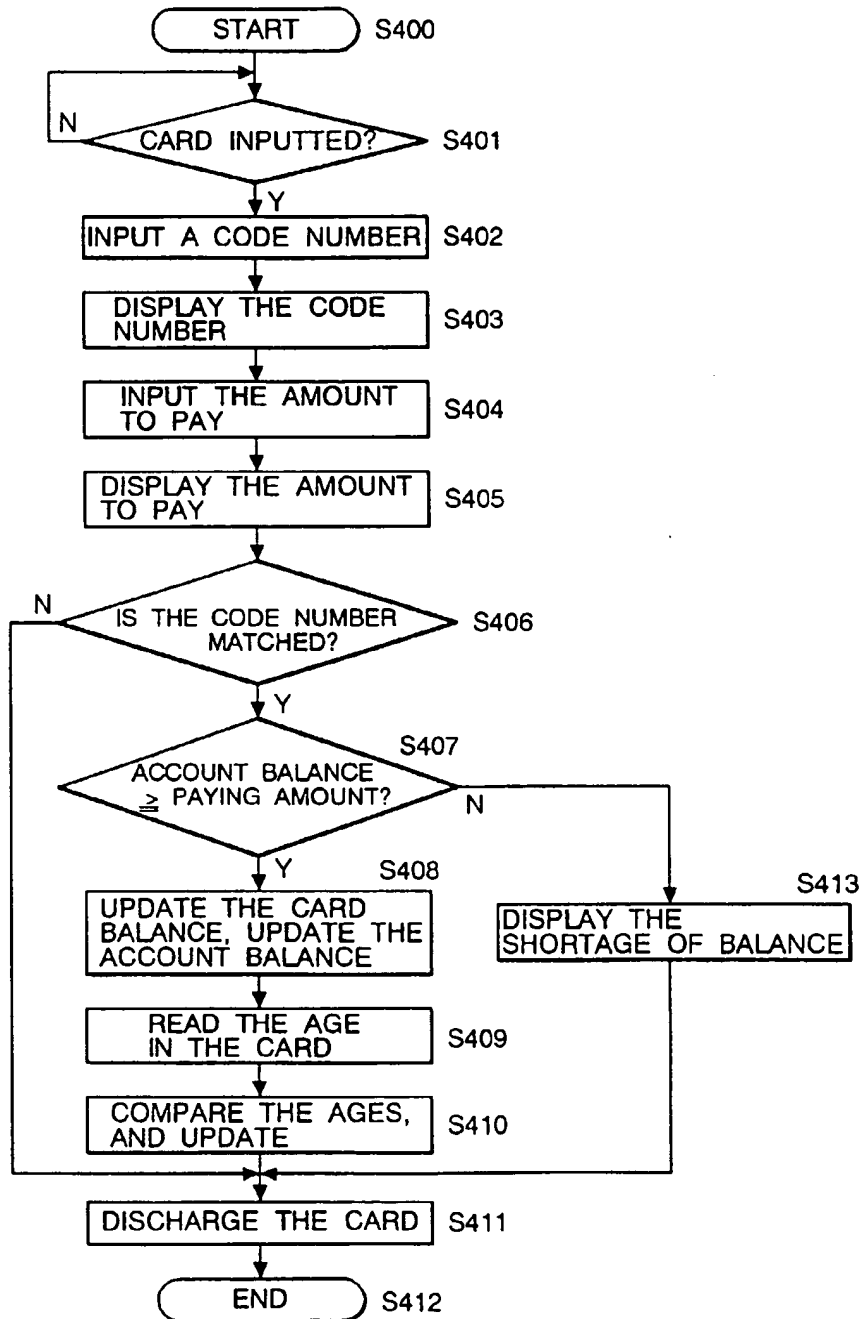 START S400
N
CARD INPUTTED? S401
Y
INPUT A CODE NUMBER S402
DISPLAY THE CODE S403
NUMBER
INPUT THE AMOUNT S404
TO PAY
DISPLAY THE AMOUNT S405
TO PAY
N
IS THE CODE NUMBER S406
MATCHED?
Y
S407
ACCOUNT BALANCE
≧ PAYING AMOUNT?
N
Y
S408
UPDATE THE CARD
BALANCE, UPDATE THE
ACCOUNT BALANCE
S413
DISPLAY THE
SHORTAGE OF BALANCE
READ THE AGE S409
IN THE CARD
COMPARE THE AGES, S410
AND UPDATE
DISCHARGE THE CARD S411
END S412